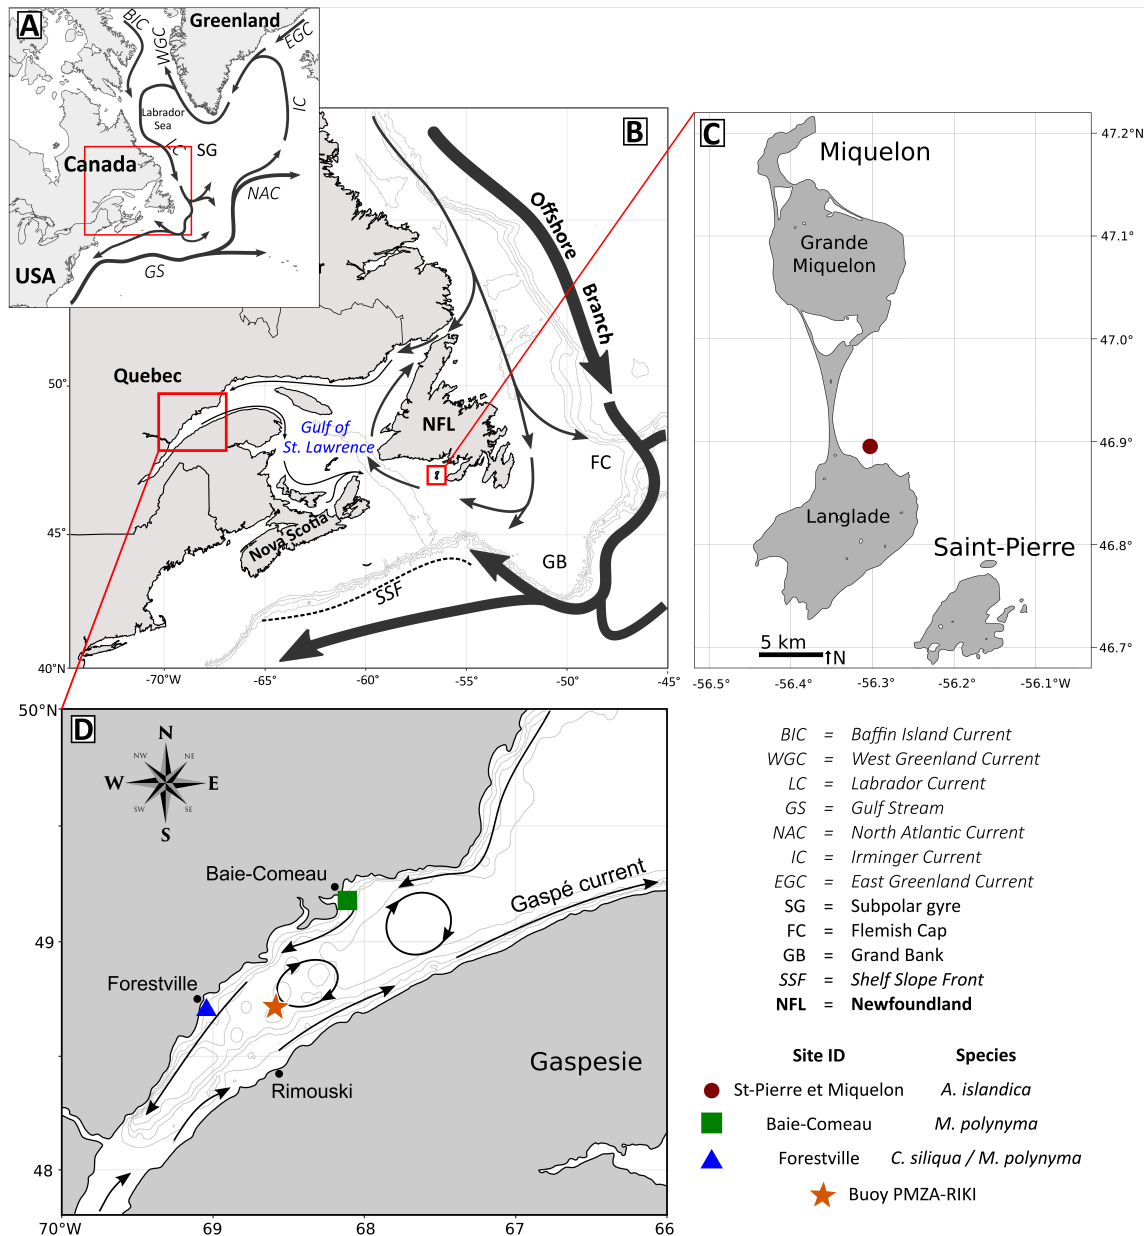 A
BIC
WGC
Greenland
EGC
IC
Labrador
Sea
LC
SG
Canada
NAC
USA
GS
B
Offshore
Branch
r
50°
Quebec
Gulf of
St. Lawrence
NFL
FC
45°
Nova Scotia
GB
SSF
40°N
-70°W
-65°
-60°
-55°
-50°
-45°
C
Miquelon
Grande
Miquelon
Langlade
Saint-Pierre
5 km
N
47.2°N
47.1°
47.0°
46.9°
46.8°
46.7°
-56.5°
-56.4°
-56.3°
-56.2°
-56.1°W
50°N
D
N
NW
NE
W
E
SW
SE
S
Baie-Comeau
Gaspé current
49
Forestville
Rimouski
Gaspesie
48
70°W
69
68
67
66
BIC = Baffin Island Current
WGC = West Greenland Current
LC = Labrador Current
GS = Gulf Stream
NAC = North Atlantic Current
IC = Irminger Current
EGC = East Greenland Current
SG = Subpolar gyre
FC = Flemish Cap
GB = Grand Bank
SSF = Shelf Slope Front
NFL = Newfoundland
Site ID Species
St-Pierre et Miquelon A. islandica
Baie-Comeau M. polynyma
Forestville C. siliqua / M. polynyma
Buoy PMZA-RIKI